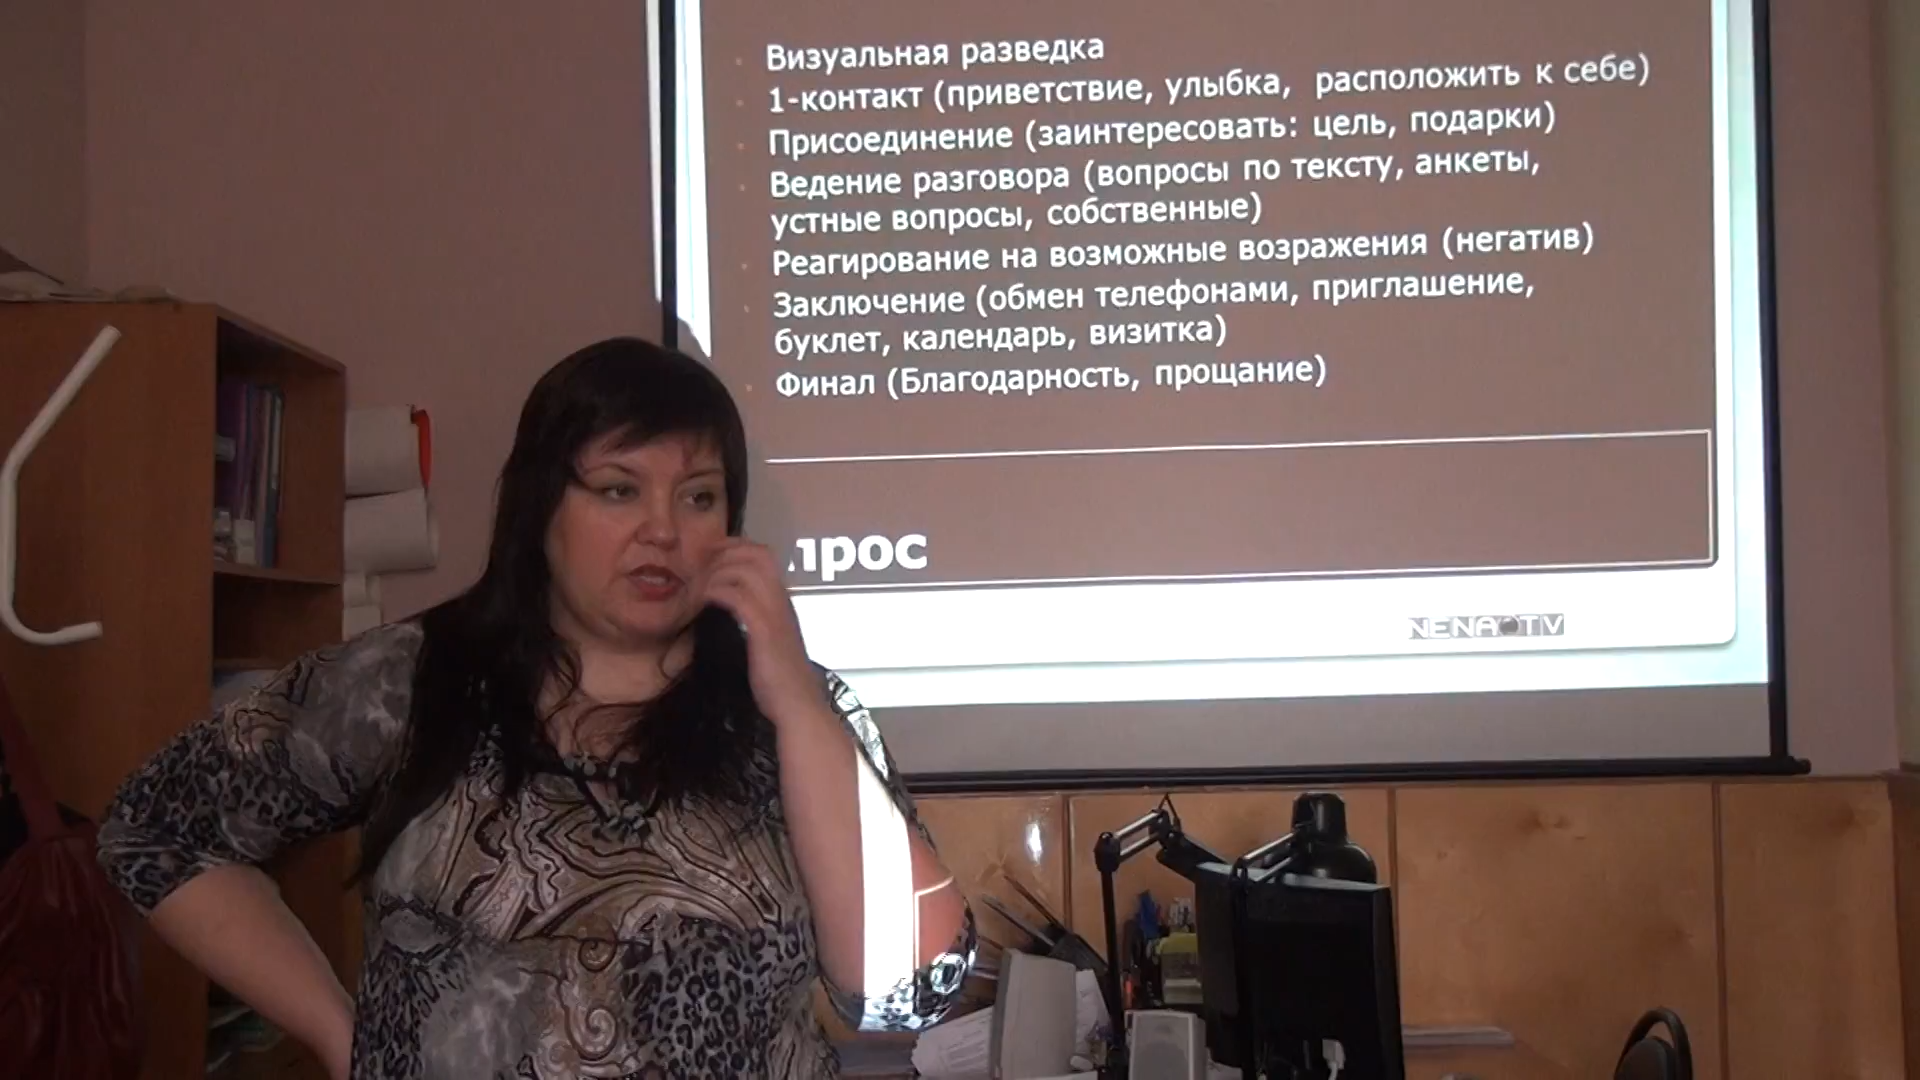 Визуальная разведка
1-контакт (приветствие, улыбка, расположить к себе)
Присоединение (заинтересовать: цель, подарки)
Ведение разговора (вопросы по тексту, анкеты,
устные вопросы, собственные)
Реагирование на возможные возражения (негатив)
Заключение (обмен телефонами, приглашение,
буклет, календарь, визитка)
Финал (Благодарность, прощание)
прос
NENA TV